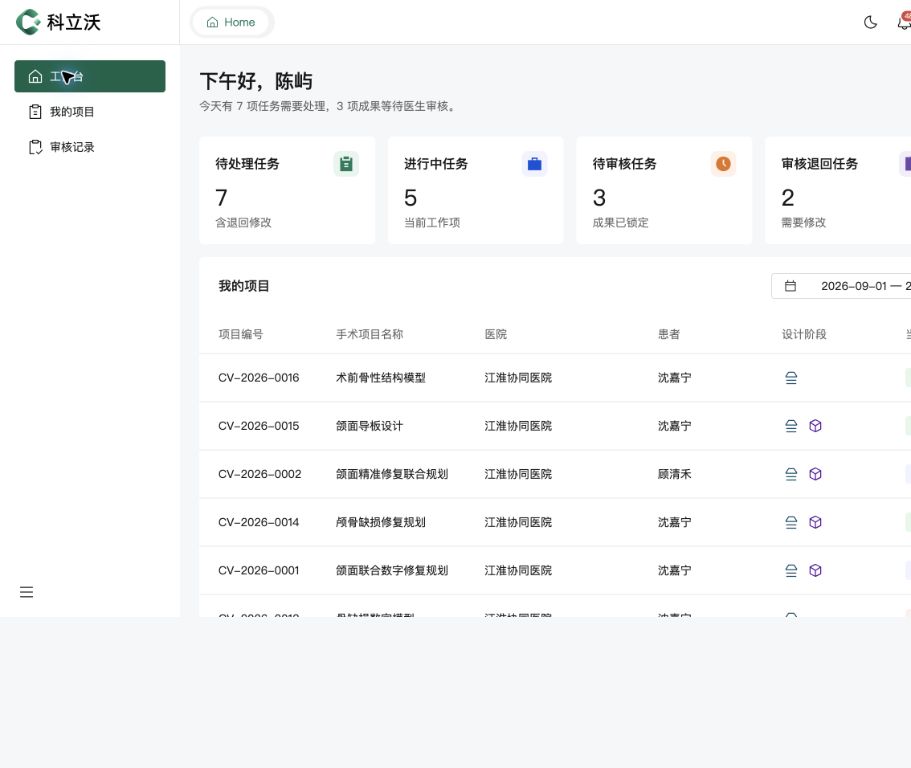 科立沃
Home
工 台
我的项目
审核记录
下午好，陈屿
今天有 7 项任务需要处理，3 项成果等待医生审核。
待处理任务
7
含退回修改
进行中任务
5
当前工作项
待审核任务
3
成果已锁定
审核退回任务
2
需要修改
我的项目
2026-09-01 — 2
项目编号 手术项目名称 医院 患者 设计阶段
CV-2026-0016 术前骨性结构模型 江淮协同医院 沈嘉宁
CV-2026-0015 颌面导板设计 江淮协同医院 沈嘉宁
CV-2026-0002 颌面精准修复联合规划 江淮协同医院 顾清禾
CV-2026-0014 颅骨缺损修复规划 江淮协同医院 沈嘉宁
CV-2026-0001 颌面联合数字修复规划 江淮协同医院 沈嘉宁